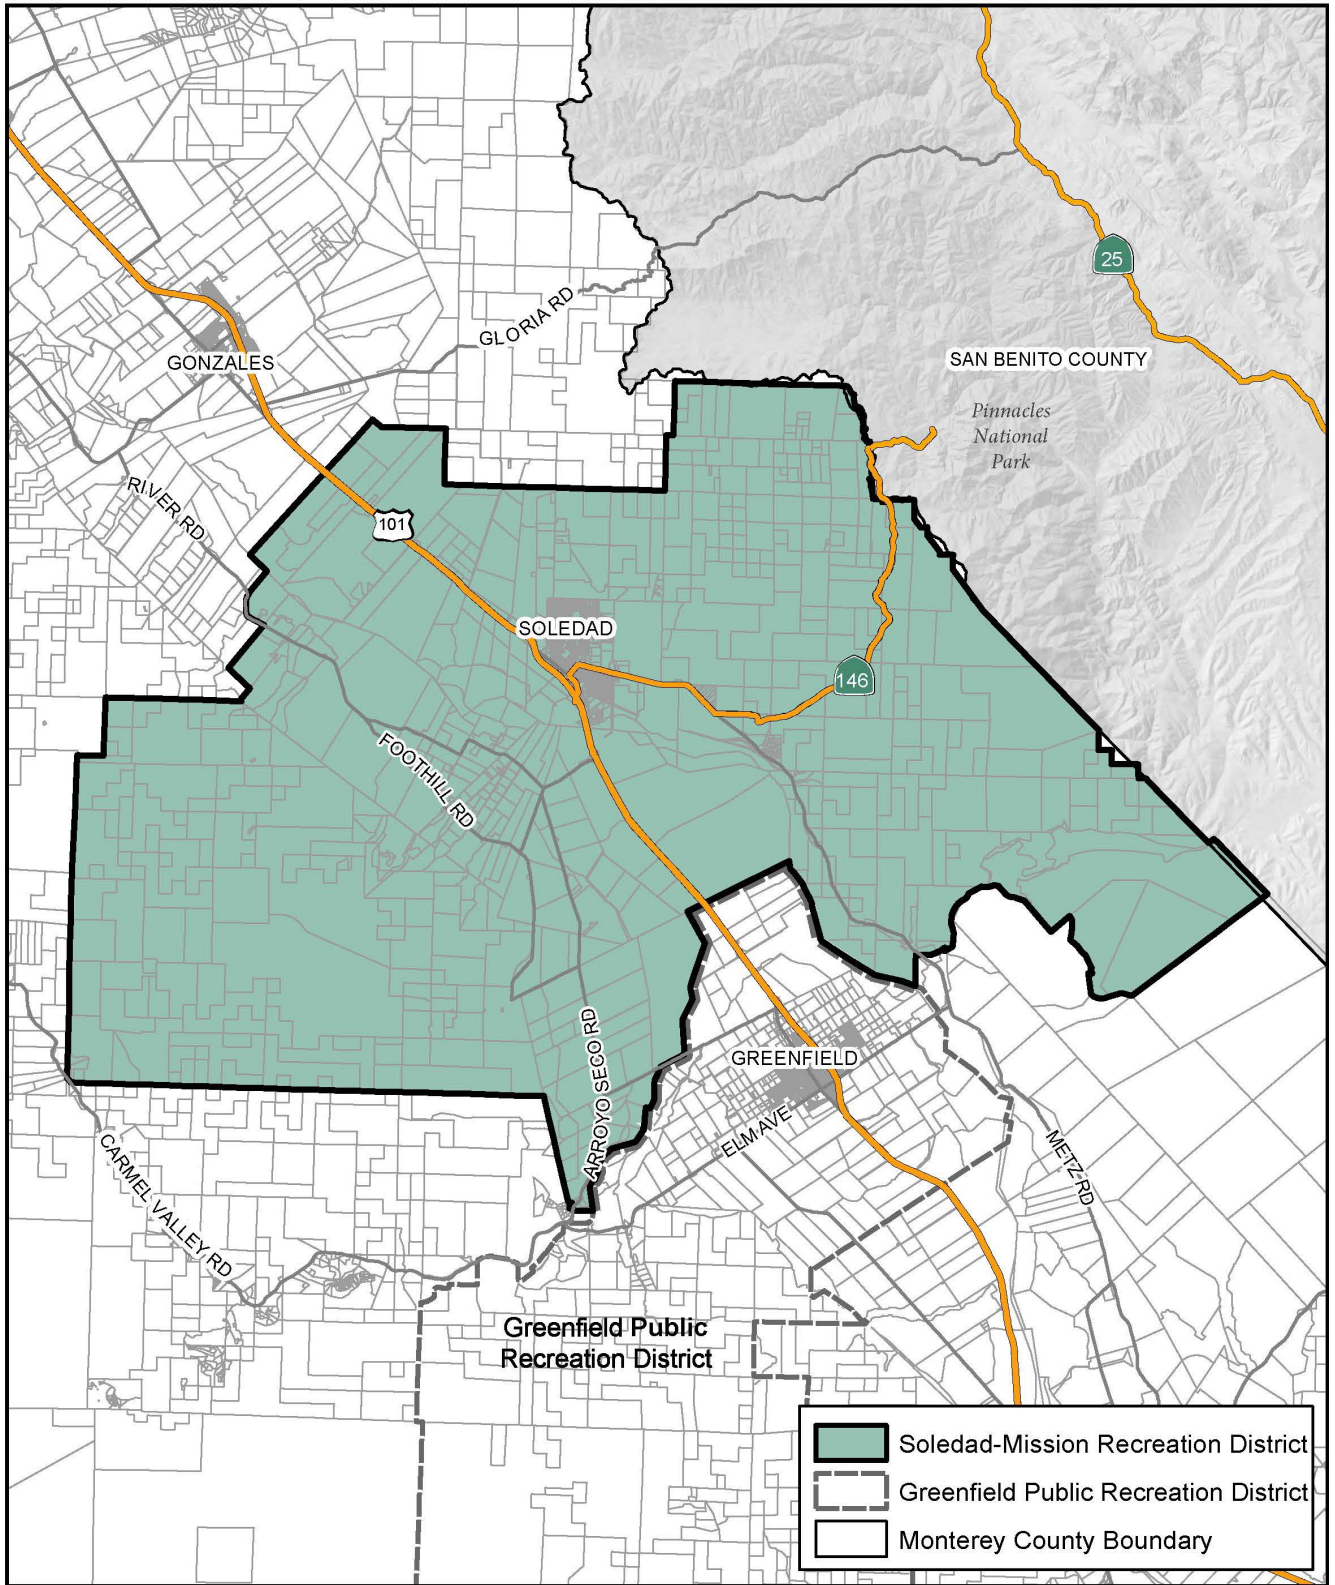 25
GLORIA RD
SAN BENITO COUNTY
GONZALES
Pinnacles
National
Park
RIVER RD
101
SOLEDAD
146
FOOTHILL RD
ARROYO SECO RD
GREENFIELD
ELM AVE
METZ RD
CARMEL VALLEY RD
Greenfield Public
Recreation District
Soledad-Mission Recreation District
Greenfield Public Recreation District
Monterey County Boundary